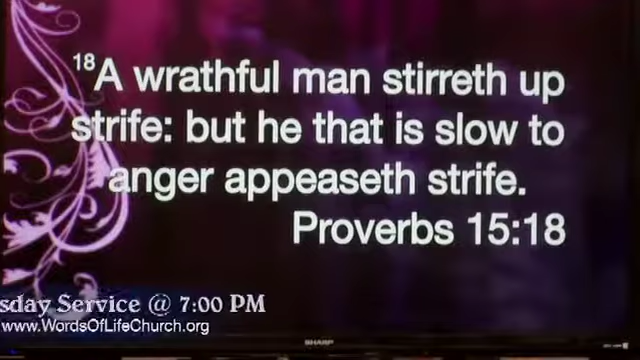 18A wrathful man stirreth up
strife: but he that is slow to
anger appeaseth strife.
Proverbs 15:18
sday Service @ 7:00 PM
www.WordsOfLifeChurch.org
SHARP